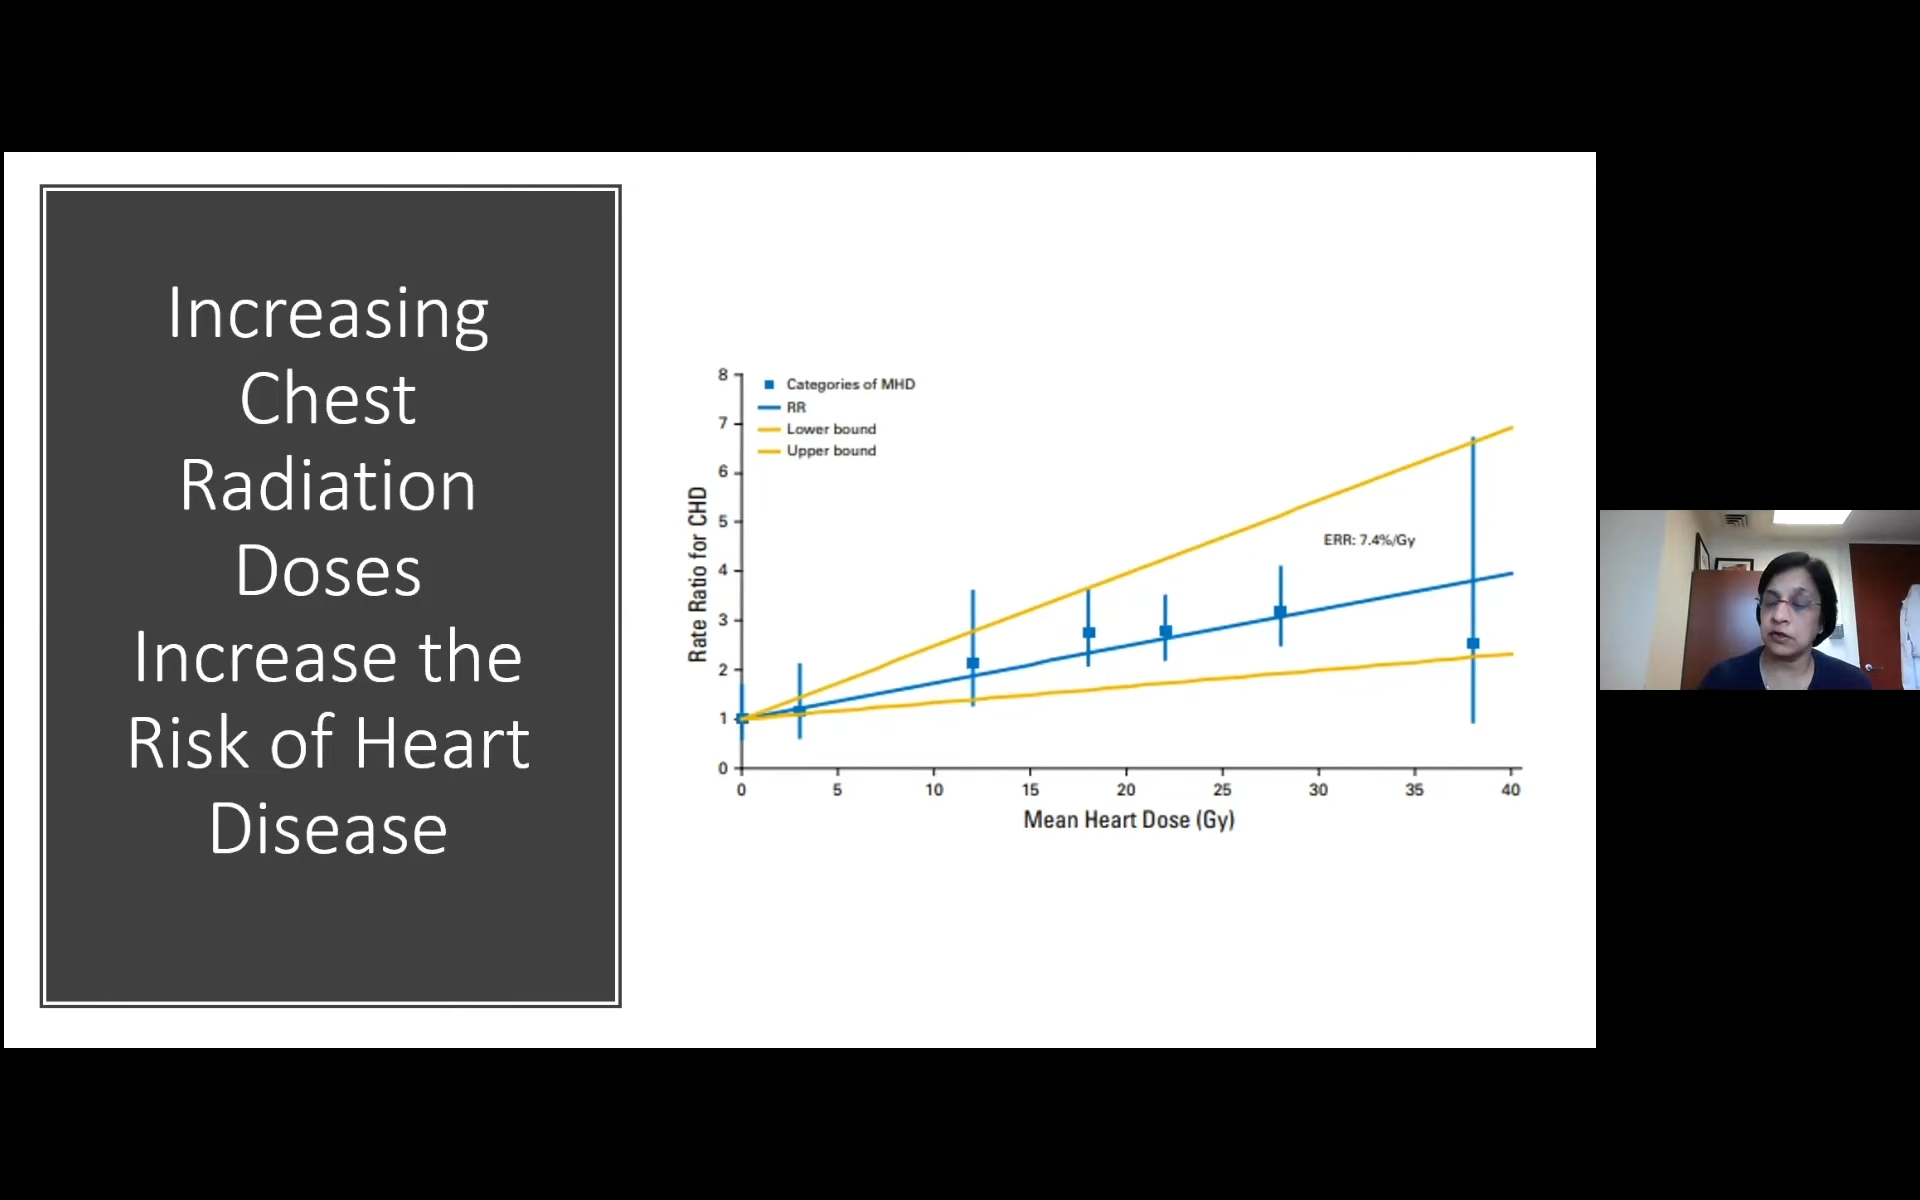 Increasing
Chest
Radiation
Doses
Increase the
Risk of Heart
Disease
Rate Ratio for CHD
8
7
6
5
4
3
2
1
0
Categories of MHD
RR
Lower bound
Upper bound
ERR: 7.4%/Gy
0 5 10 15 20 25 30 35 40
Mean Heart Dose (Gy)